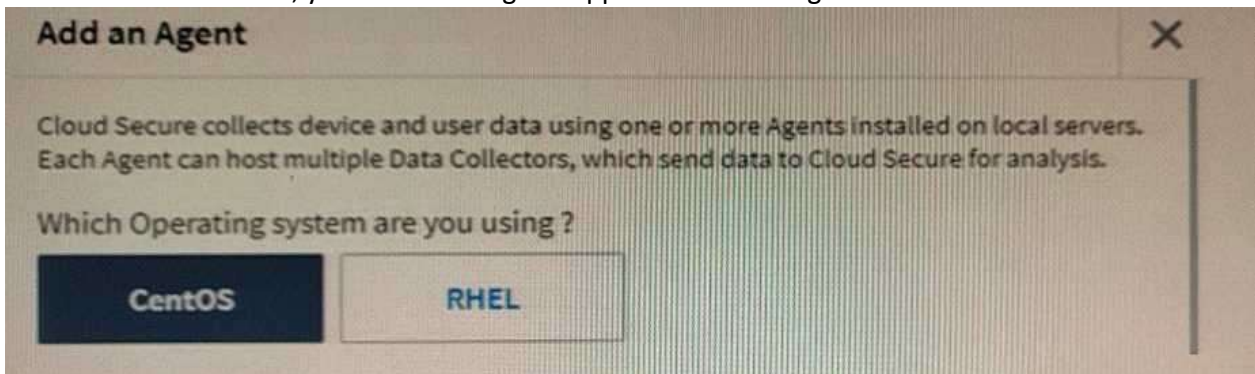 Add an Agent
Cloud Secure collects device and user data using one or more Agents installed on local servers.
Each Agent can host multiple Data Collectors, which send data to Cloud Secure for analysis.
Which Operating system are you using ?
CentOS RHEL